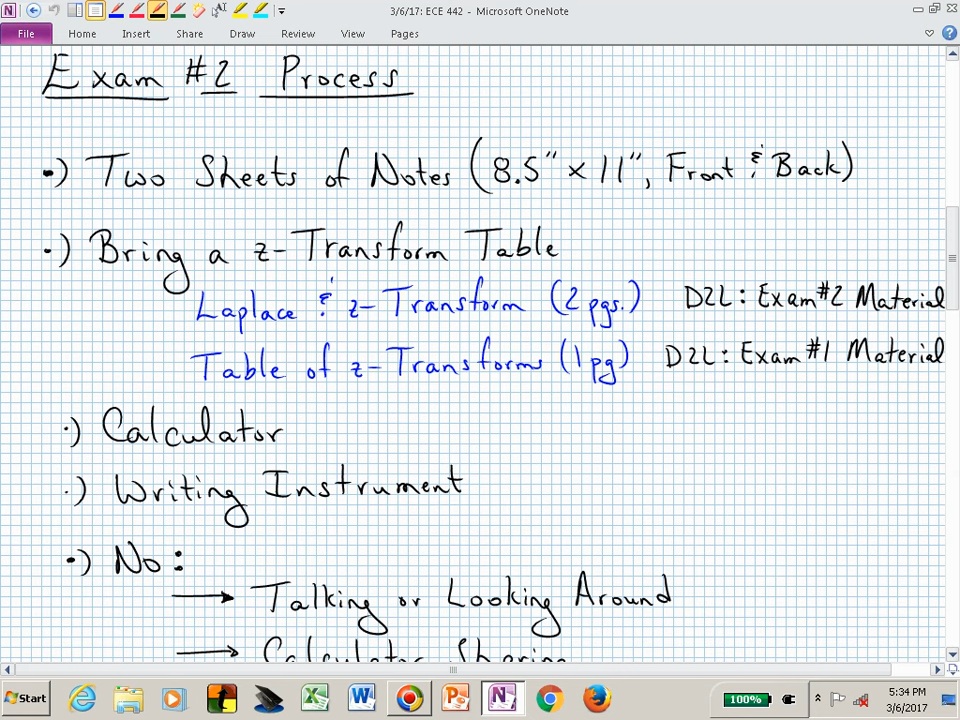 3/6/17: ECE 442 - Microsoft OneNote
File Home Insert Share Draw Review View Pages
Exam #2 Process
•) Two Sheets of Notes (8.5" x 11", Front & Back)
•) Bring a z-Transform Table
Laplace & z-Transform (2 pgs.) D2L: Exam #2 Material
Table of z-Transforms (1 pg) D2L: Exam #1 Material
•) Calculator
•) Writing Instrument
•) No:
→ Talking or Looking Around
→ Calculator Sharing
Start 100% 5:34 PM
3/6/2017